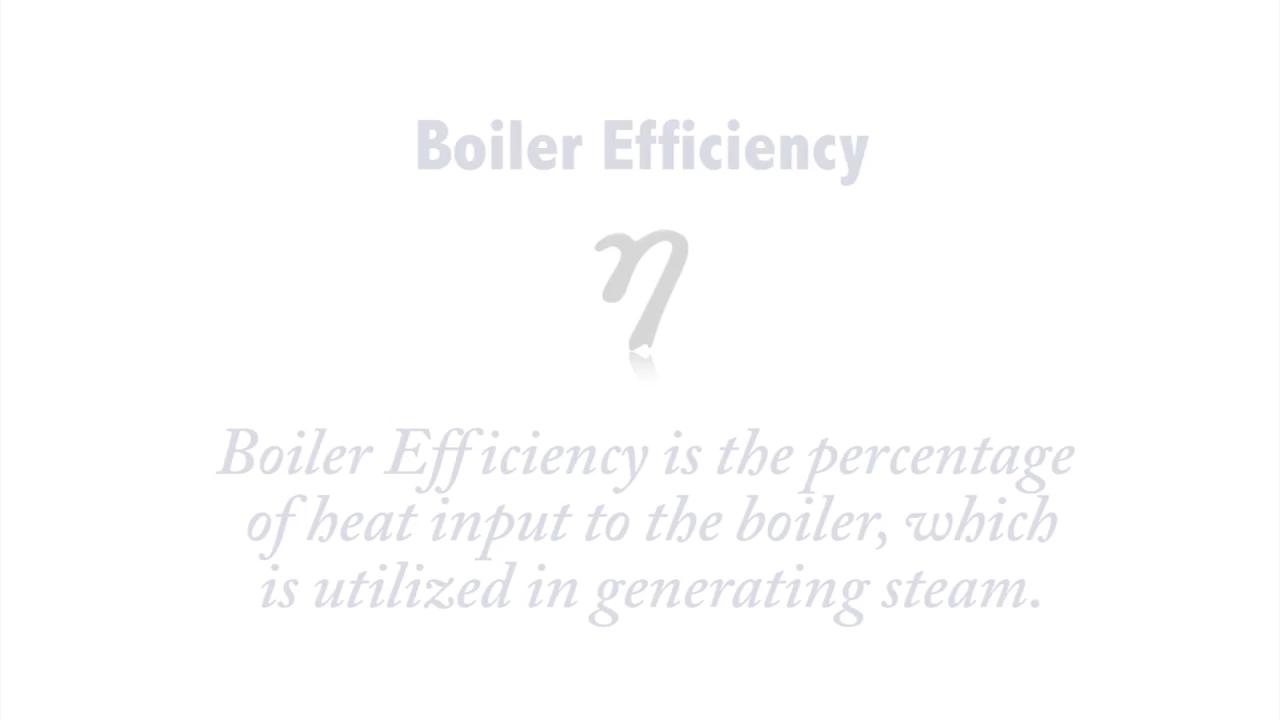 Boiler Efficiency
η
Boiler Efficiency is the percentage
of heat input to the boiler, which
is utilized in generating steam.